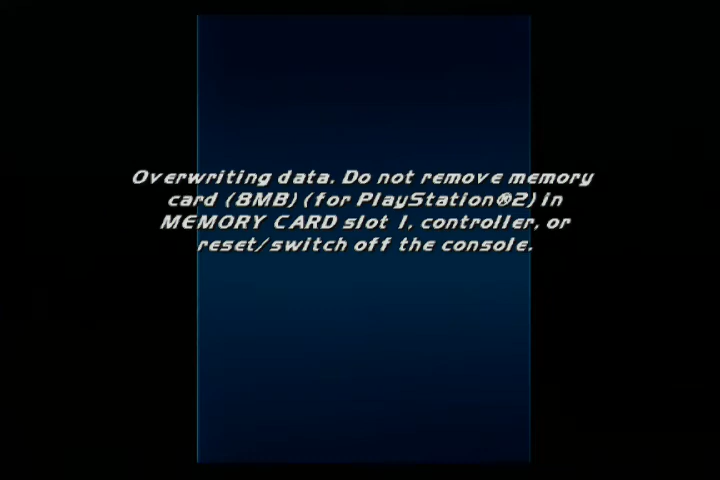 Overwriting data. Do not remove memory
card (8MB) (for PlayStation®2) in
MEMORY CARD slot 1, controller, or
reset/switch off the console.